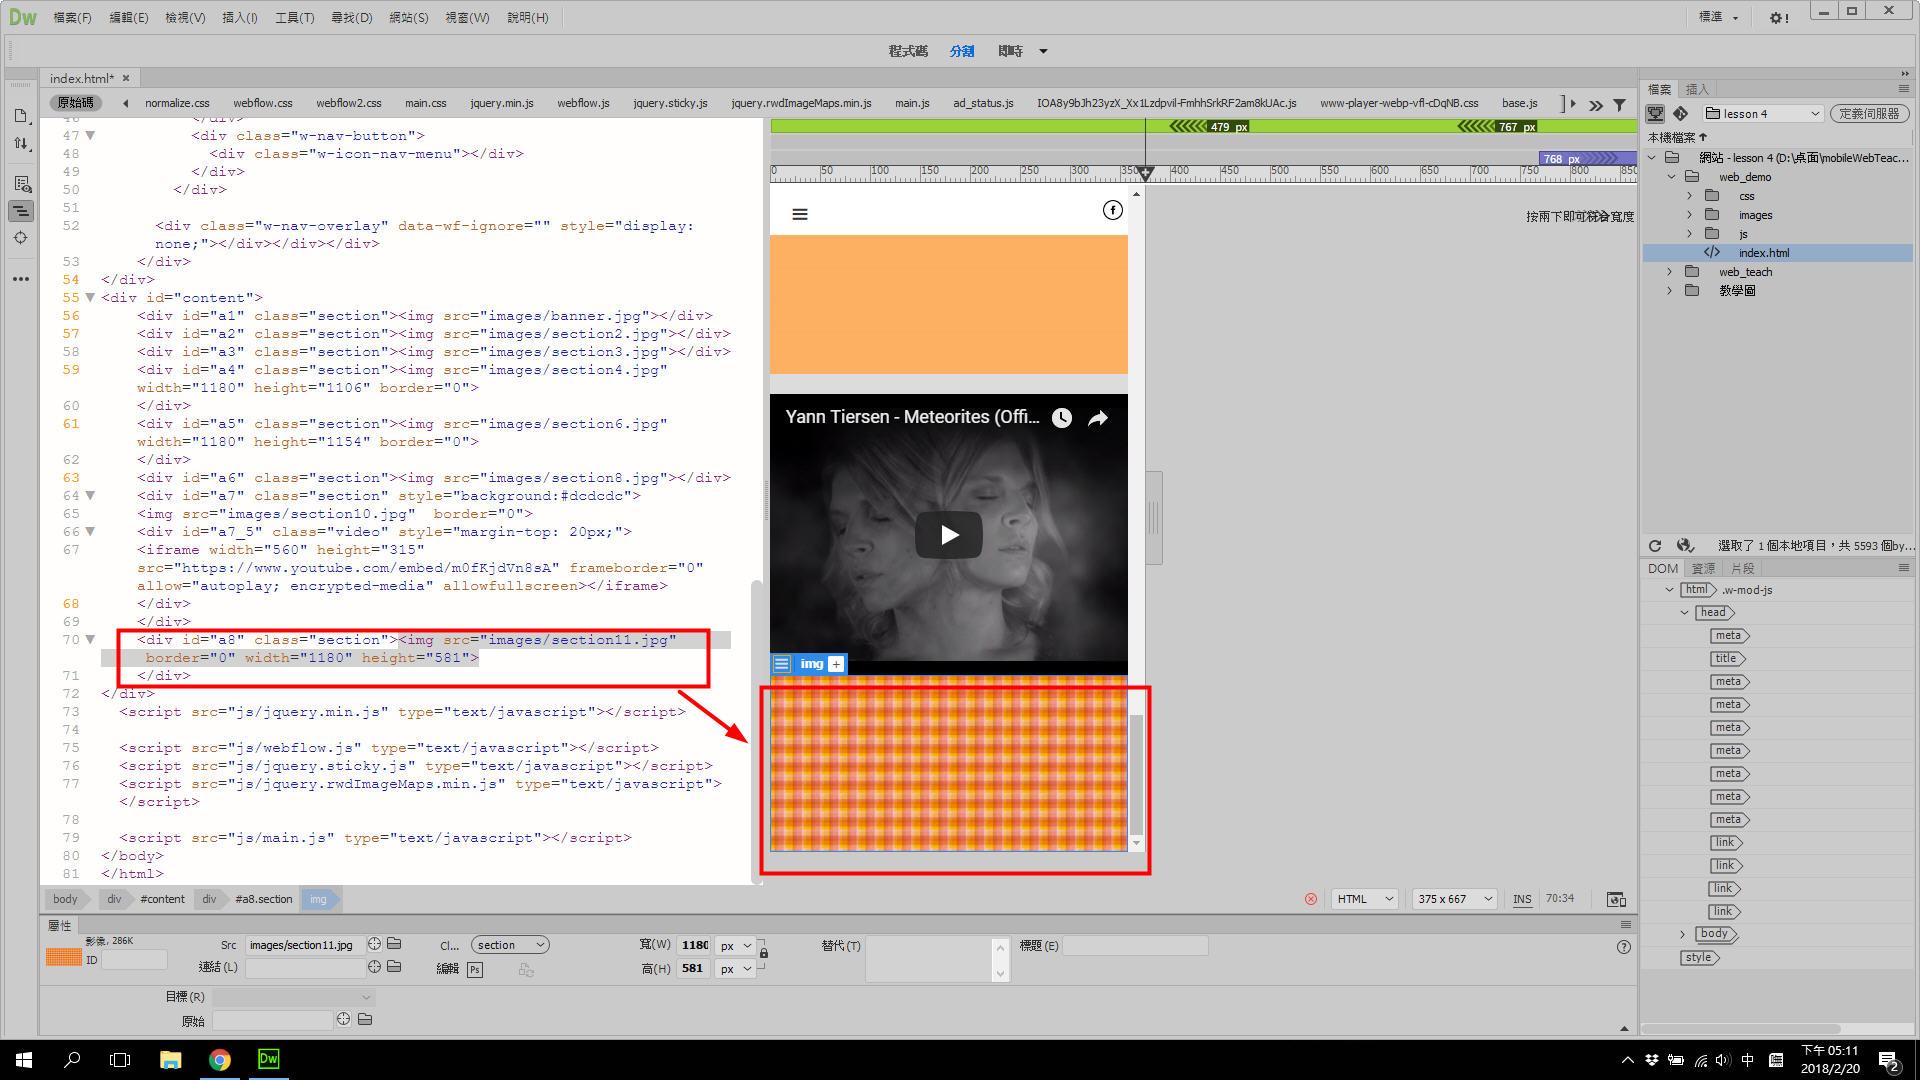 Dw 檔案(F) 編輯(E) 檢視(V) 插入(I) 工具(T) 尋找(D) 網站(S) 視窗(W) 說明(H) 標準
程式碼 分割 即時
index.html*
原始碼 normalize.css webflow.css webflow2.css main.css jquery.min.js webflow.js jquery.sticky.js jquery.rwdImageMaps.min.js main.js ad_status.js IOA8y9bJh23yzX_Xx1Lzdpvil-FmhhSrkRF2am8kUAc.js www-player-webp-vfl-cDqNB.css base.js
46 </div>
47 <div class="w-nav-button">
48 <div class="w-icon-nav-menu"></div>
49 </div>
50 </div>
51
52 <div class="w-nav-overlay" data-wf-ignore="" style="display:
none;"></div></div></div>
53 </div>
54 </div>
55 <div id="content">
56 <div id="a1" class="section"><img src="images/banner.jpg"></div>
57 <div id="a2" class="section"><img src="images/section2.jpg"></div>
58 <div id="a3" class="section"><img src="images/section3.jpg"></div>
59 <div id="a4" class="section"><img src="images/section4.jpg"
width="1180" height="1106" border="0">
60 </div>
61 <div id="a5" class="section"><img src="images/section6.jpg"
width="1180" height="1154" border="0">
62 </div>
63 <div id="a6" class="section"><img src="images/section8.jpg"></div>
64 <div id="a7" class="section" style="background:#dcdcdc">
65 <img src="images/section10.jpg"  border="0">
66 <div id="a7_5" class="video" style="margin-top: 20px;">
67 <iframe width="560" height="315"
src="https://www.youtube.com/embed/m0fKjdVn8sA" frameborder="0"
allow="autoplay; encrypted-media" allowfullscreen></iframe>
68 </div>
69 </div>
70 <div id="a8" class="section"><img src="images/section11.jpg"
border="0" width="1180" height="581">
71 </div>
72 </div>
73 <script src="js/jquery.min.js" type="text/javascript"></script>
74
75 <script src="js/webflow.js" type="text/javascript"></script>
76 <script src="js/jquery.sticky.js" type="text/javascript"></script>
77 <script src="js/jquery.rwdImageMaps.min.js" type="text/javascript">
</script>
78
79 <script src="js/main.js" type="text/javascript"></script>
80 </body>
81 </html>
479 px 767 px
768 px
0 50 100 150 200 250 300 350 400 450 500 550 600 650 700 750 800 850
Yann Tiersen - Meteorites (Offi...
img +
body div #content div #a8.section img
HTML 375 x 667 INS 70:34
屬性
影像, 286K Src images/section11.jpg Cl... section 寬(W) 1180 px 替代(T) 標題(E)
ID 連結(L) 編輯 Ps 高(H) 581 px
目標(R)
原始
檔案 插入
lesson 4 定義伺服器
本機檔案
網站 - lesson 4 (D:\桌面\mobileWebTeac...
web_demo
css
images
js
index.html
web_teach
教學圖
選取了 1 個本地項目，共 5593 個by...
DOM 資源 片段
html .w-mod-js
head
meta
title
meta
meta
meta
meta
meta
meta
meta
link
link
link
link
body
style
Dw
中
下午 05:11
2018/2/20
2